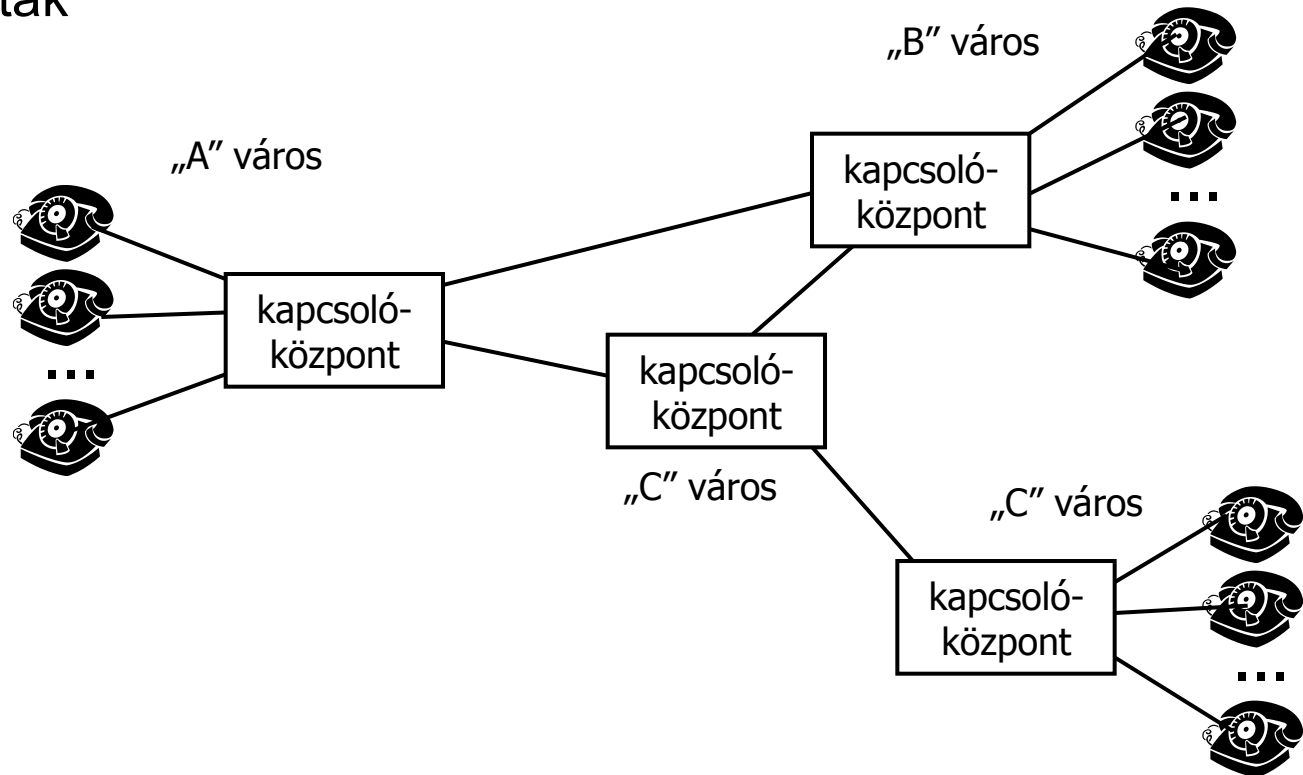 „B” város
„A” város
kapcsoló-
központ
kapcsoló-
központ
kapcsoló-
központ
„C” város
„C” város
kapcsoló-
központ